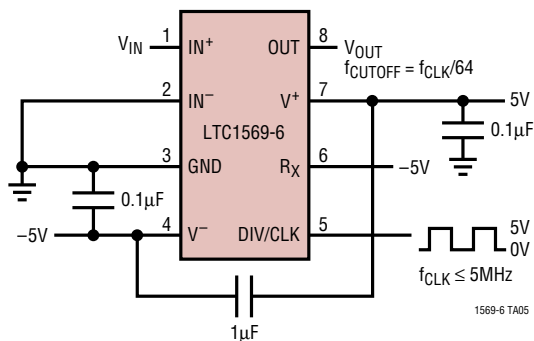 1
8
V_IN
IN+
OUT
V_OUT
f_CUTOFF = f_CLK/64
2
7
IN−
V+
5V
LTC1569-6
0.1µF
3
6
GND
R_X
−5V
0.1µF
4
5
−5V
V−
DIV/CLK
5V
0V
f_CLK ≤ 5MHz
1µF
1569-6 TA05